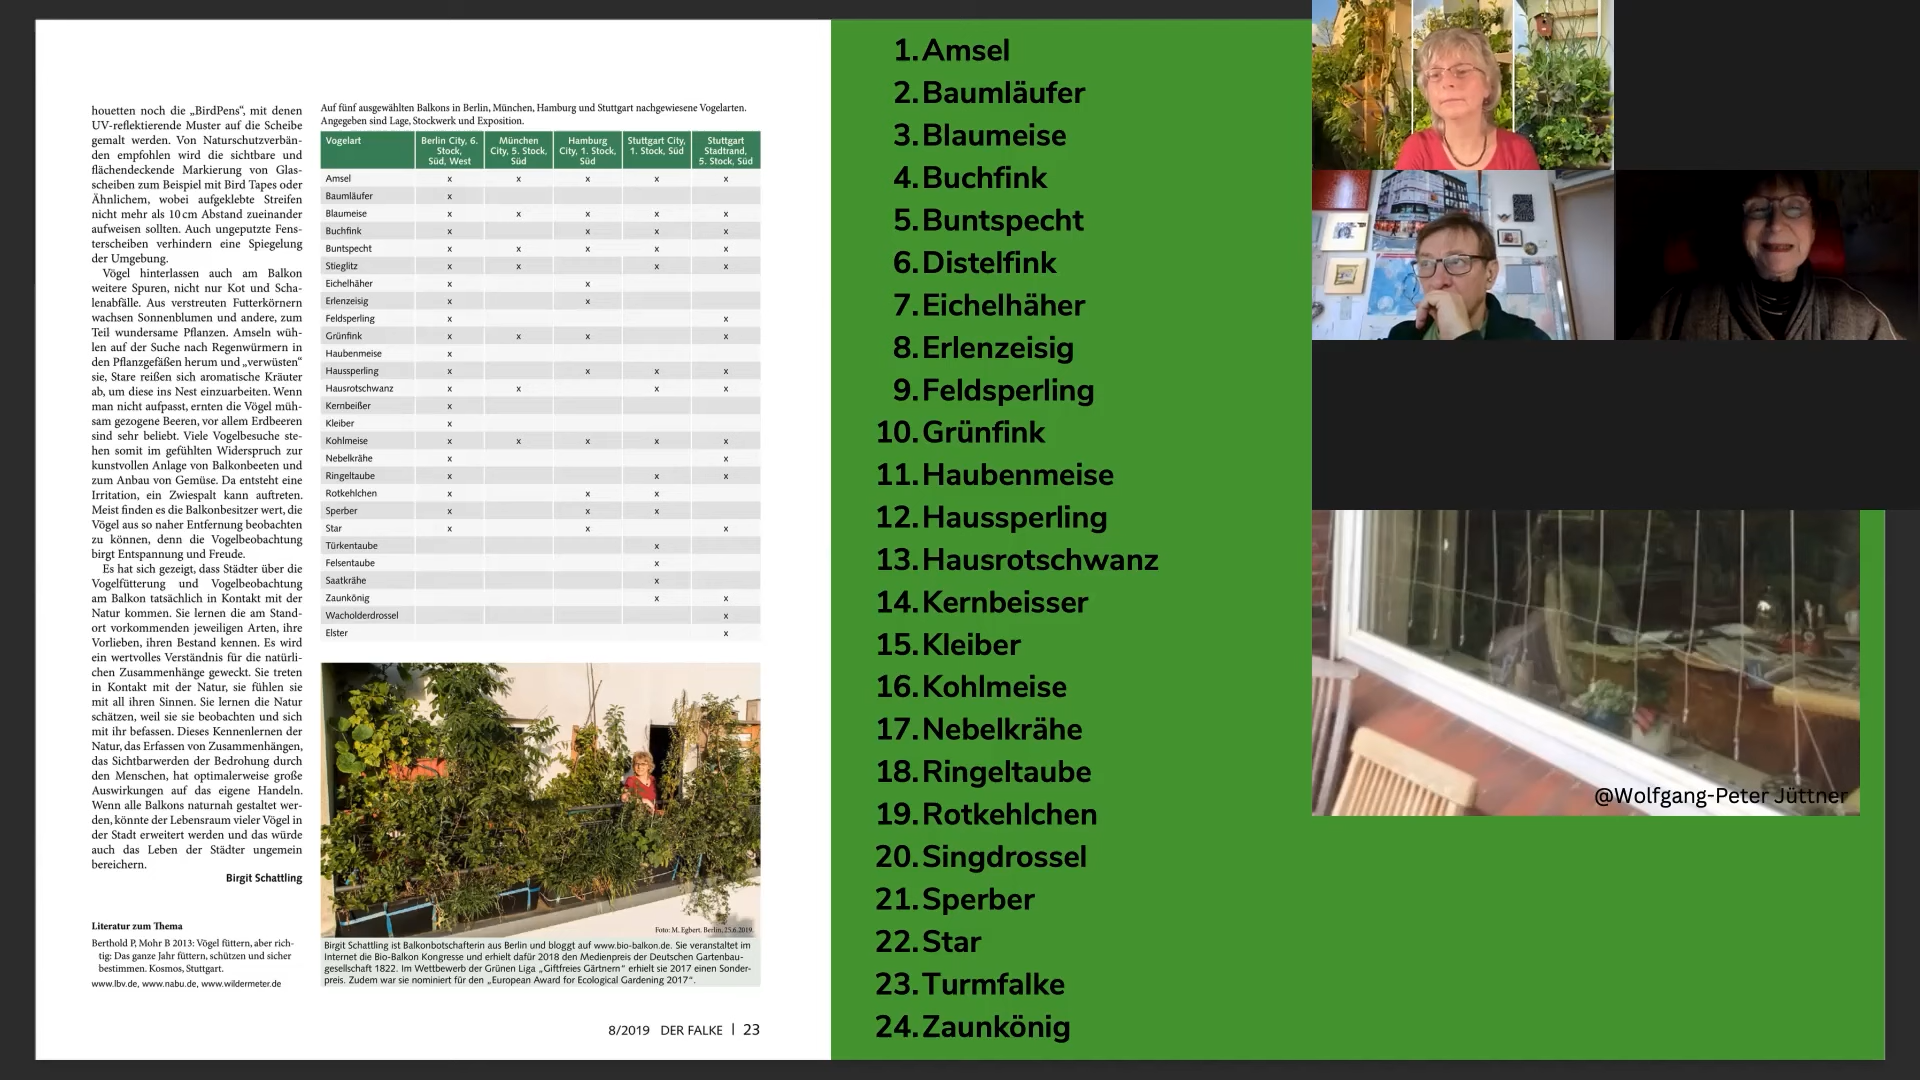 houetten noch die „BirdPens“, mit denen
UV-reflektierende Muster auf die Scheibe
gemalt werden. Von Naturschutzverbän-
den empfohlen wird die sichtbare und
flächendeckende Markierung von Glas-
scheiben zum Beispiel mit Bird Tapes oder
Ähnlichem, wobei aufgeklebte Streifen
nicht mehr als 10 cm Abstand zueinander
aufweisen sollten. Auch ungeputzte Fens-
terscheiben verhindern eine Spiegelung
der Umgebung.
Vögel hinterlassen auch am Balkon
weitere Spuren, nicht nur Kot und Scha-
lenabfälle. Aus verstreuten Futterkörnern
wachsen Sonnenblumen und andere, zum
Teil wundersame Pflanzen. Amseln wüh-
len auf der Suche nach Regenwürmern in
den Pflanzgefäßen herum und „verwüsten“
sie, Stare reißen sich aromatische Kräuter
ab, um diese ins Nest einzuarbeiten. Wenn
man nicht aufpasst, ernten die Vögel müh-
sam gezogene Beeren, vor allem Erdbeeren
sind sehr beliebt. Viele Vogelbesuche ste-
hen somit im gefühlten Widerspruch zur
kunstvollen Anlage von Balkonbeeten und
zum Anbau von Gemüse. Da entsteht eine
Irritation, ein Zwiespalt kann auftreten.
Meist finden es die Balkonbesitzer wert, die
Vögel aus so naher Entfernung beobachten
zu können, denn die Vogelbeobachtung
birgt Entspannung und Freude.
Es hat sich gezeigt, dass Städter über die
Vogelfütterung und Vogelbeobachtung
am Balkon tatsächlich in Kontakt mit der
Natur kommen. Sie lernen die am Stand-
ort vorkommenden jeweiligen Arten, ihre
Vorlieben, ihren Bestand kennen. Es wird
ein wertvolles Verständnis für die natürli-
chen Zusammenhänge geweckt. Sie treten
in Kontakt mit der Natur, sie fühlen sie
mit all ihren Sinnen. Sie lernen die Natur
schätzen, weil sie sie beobachten und sich
mit ihr befassen. Dieses Kennenlernen der
Natur, das Erfassen von Zusammenhängen,
das Sichtbarwerden der Bedrohung durch
den Menschen, hat optimalerweise große
Auswirkungen auf das eigene Handeln.
Wenn alle Balkons naturnah gestaltet wer-
den, könnte der Lebensraum vieler Vögel in
der Stadt erweitert werden und das würde
auch das Leben der Städter ungemein
bereichern.
Birgit Schattling
Literatur zum Thema
Berthold P, Mohr B 2013: Vögel füttern, aber rich-
tig: Das ganze Jahr füttern, schützen und sicher
bestimmen. Kosmos, Stuttgart.
www.lbv.de, www.nabu.de, www.wildermeter.de
Auf fünf ausgewählten Balkons in Berlin, München, Hamburg und Stuttgart nachgewiesene Vogelarten.
Angegeben sind Lage, Stockwerk und Exposition.
Vogelart Berlin City, 6. Stock, Süd, West München City, 5. Stock, Süd Hamburg City, 1. Stock, Süd Stuttgart City, 1. Stock, Süd Stuttgart Stadtrand, 5. Stock, Süd
Amsel x x x x x
Baumläufer x
Blaumeise x x x x x
Buchfink x x x x
Buntspecht x x x x x
Stieglitz x x x x
Eichelhäher x x
Erlenzeisig x x
Feldsperling x x
Grünfink x x x x
Haubenmeise x
Haussperling x x x x
Hausrotschwanz x x x x
Kernbeißer x
Kleiber x
Kohlmeise x x x x x
Nebelkrähe x x
Ringeltaube x x x
Rotkehlchen x x x
Sperber x x x
Star x x x
Türkentaube x
Felsentaube x
Saatkrähe x
Zaunkönig x x
Wacholderdrossel x
Elster x
Foto: M. Egbert. Berlin, 25.6.2019.
Birgit Schattling ist Balkonbotschafterin aus Berlin und bloggt auf www.bio-balkon.de. Sie veranstaltet im
Internet die Bio-Balkon Kongresse und erhielt dafür 2018 den Medienpreis der Deutschen Gartenbau-
gesellschaft 1822. Im Wettbewerb der Grünen Liga „Giftfreies Gärtnern“ erhielt sie 2017 einen Sonder-
preis. Zudem war sie nominiert für den „European Award for Ecological Gardening 2017“.
8/2019 DER FALKE | 23
1. Amsel
2. Baumläufer
3. Blaumeise
4. Buchfink
5. Buntspecht
6. Distelfink
7. Eichelhäher
8. Erlenzeisig
9. Feldsperling
10. Grünfink
11. Haubenmeise
12. Haussperling
13. Hausrotschwanz
14. Kernbeisser
15. Kleiber
16. Kohlmeise
17. Nebelkrähe
18. Ringeltaube
19. Rotkehlchen
20. Singdrossel
21. Sperber
22. Star
23. Turmfalke
24. Zaunkönig
@Wolfgang-Peter Jüttner